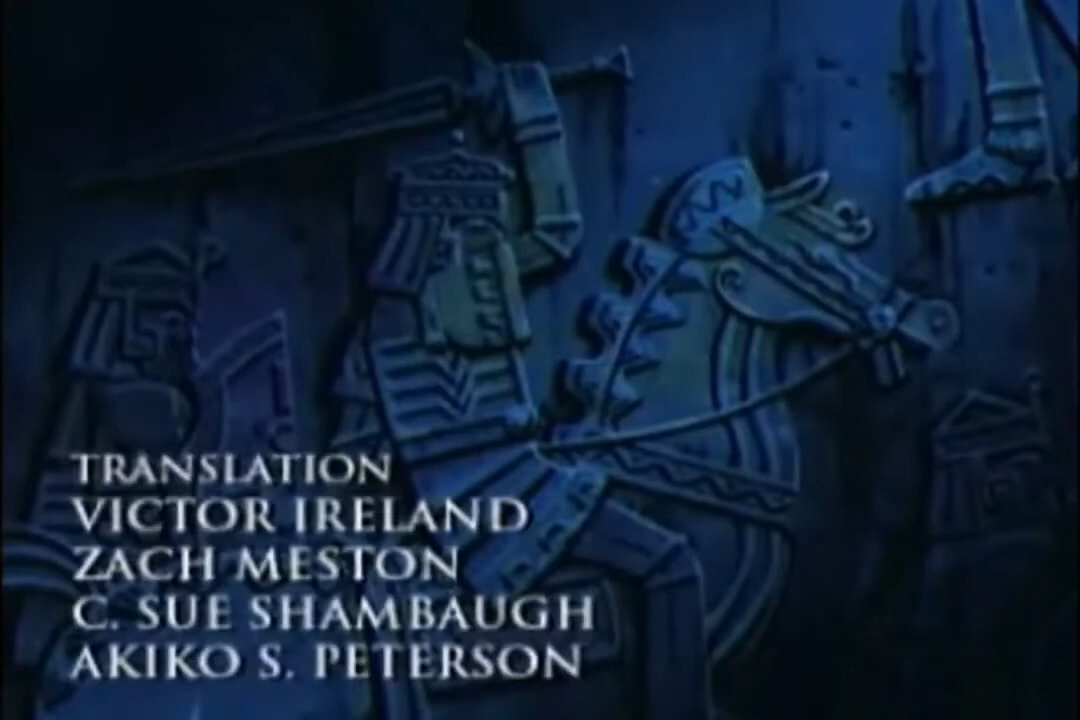 TRANSLATION
VICTOR IRELAND
ZACH MESTON
C. SUE SHAMBAUGH
AKIKO S. PETERSON